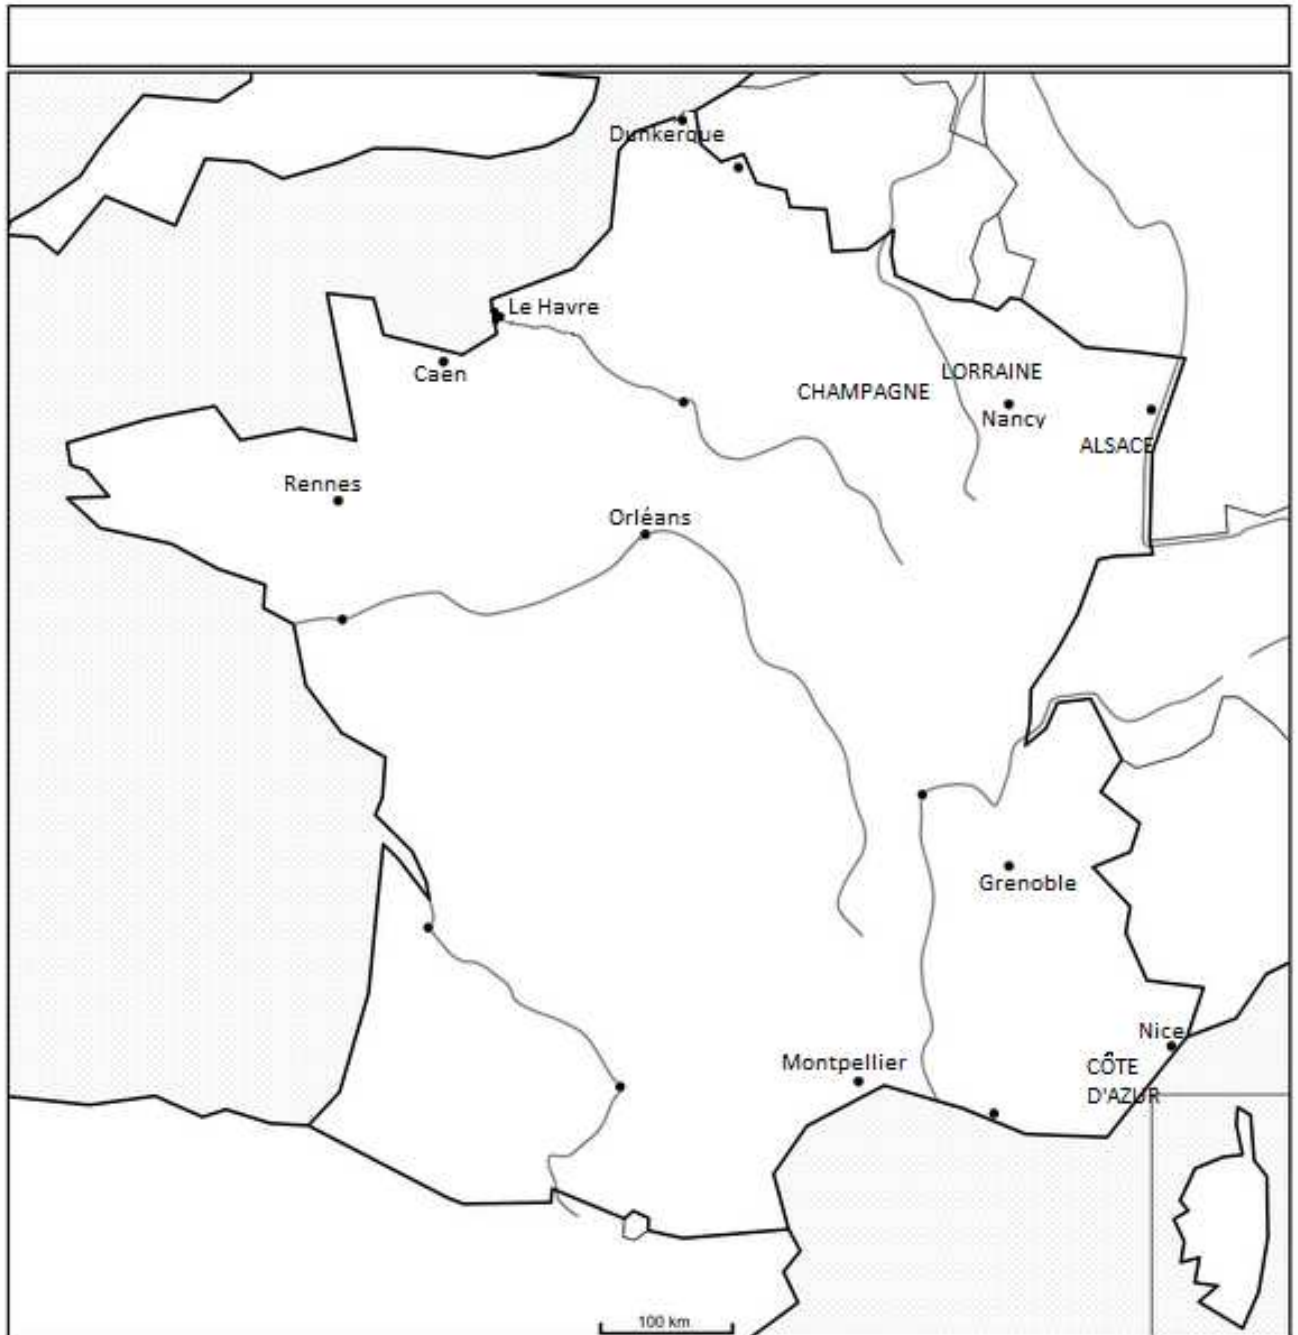 Dunkerque
Le Havre
Caen
LORRAINE
CHAMPAGNE
Nancy
ALSACE
Rennes
Orléans
Grenoble
Nice
Montpellier
CÔTE
D'AZUR
100 km